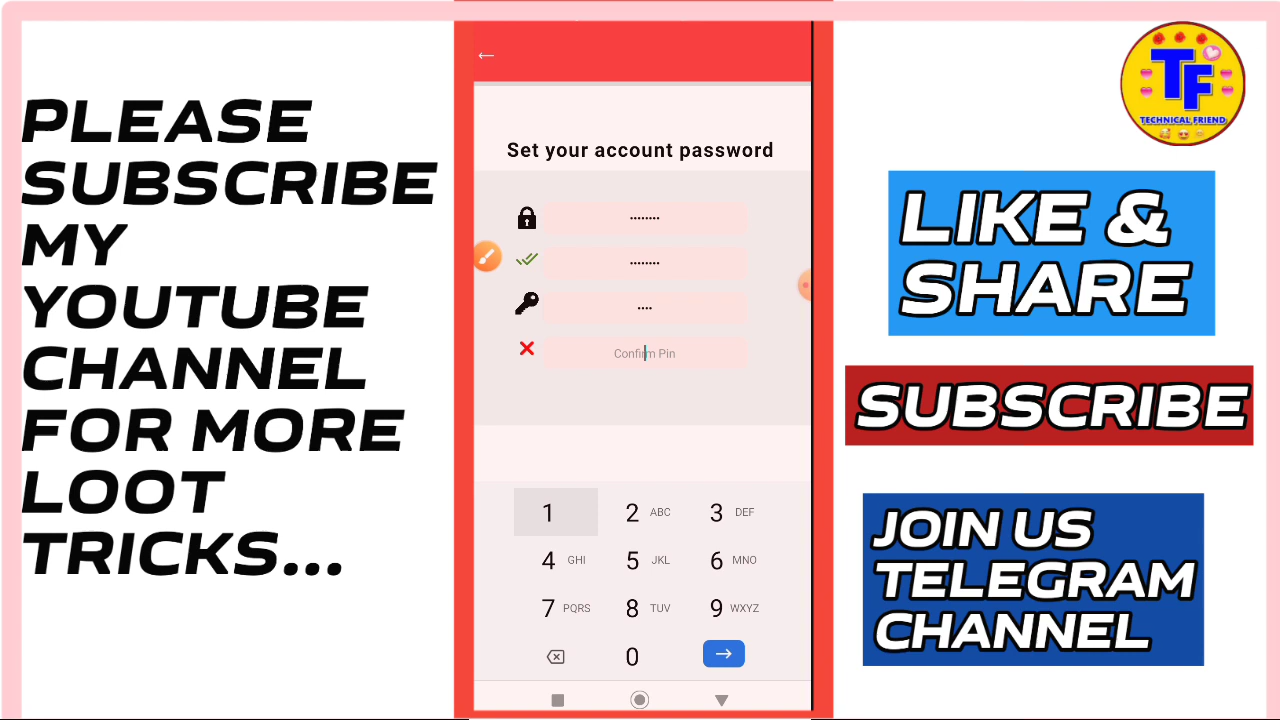 PLEASE
SUBSCRIBE
MY
YOUTUBE
CHANNEL
FOR MORE
LOOT
TRICKS...
Set your account password
••••••••
••••••••
••••
Confirm Pin
1
2 ABC
3 DEF
4 GHI
5 JKL
6 MNO
7 PQRS
8 TUV
9 WXYZ
0
TF
TECHNICAL FRIEND
LIKE &
SHARE
SUBSCRIBE
JOIN US
TELEGRAM
CHANNEL